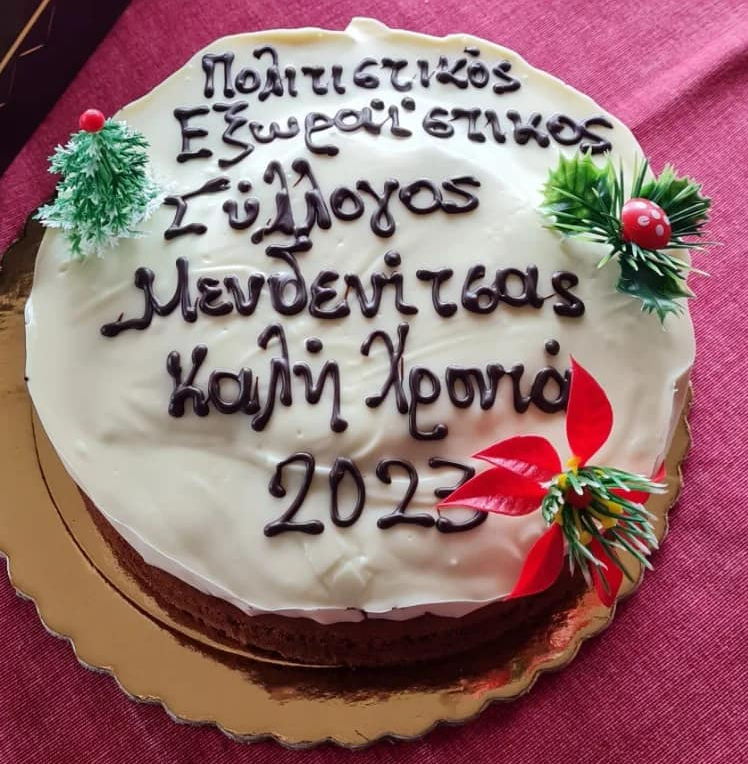 Πολιτιστικός
Εξωραϊστικός
Σύλλογος
Μενδενίτσας
Καλή Χρονιά
2023